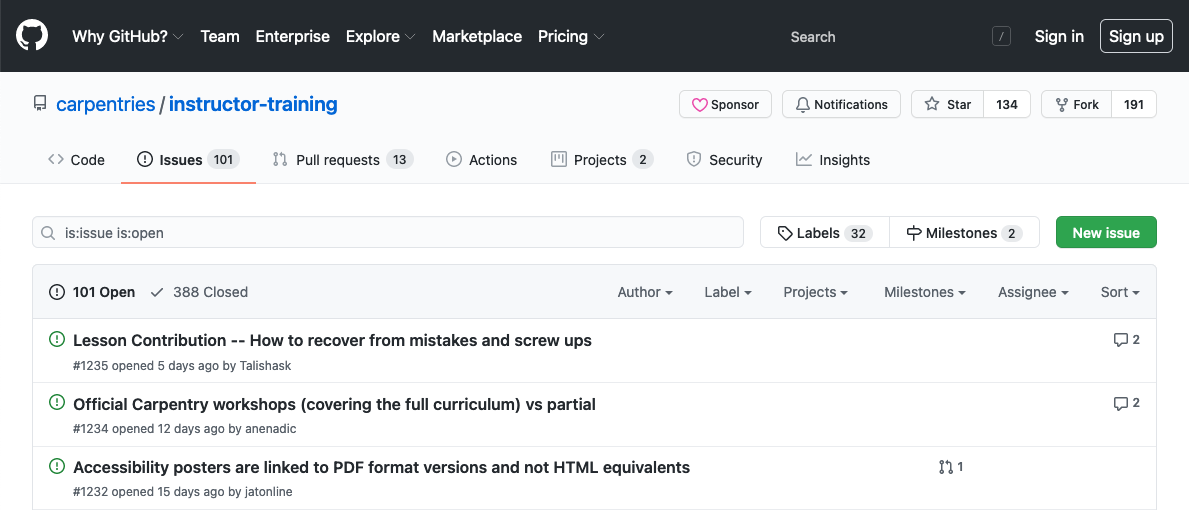 Why GitHub? Team Enterprise Explore Marketplace Pricing Search / Sign in Sign up
carpentries / instructor-training Sponsor Notifications Star 134 Fork 191
Code Issues 101 Pull requests 13 Actions Projects 2 Security Insights
is:issue is:open Labels 32 Milestones 2 New issue
101 Open 388 Closed Author Label Projects Milestones Assignee Sort
Lesson Contribution -- How to recover from mistakes and screw ups 2
#1235 opened 5 days ago by Talishask
Official Carpentry workshops (covering the full curriculum) vs partial 2
#1234 opened 12 days ago by anenadic
Accessibility posters are linked to PDF format versions and not HTML equivalents 1
#1232 opened 15 days ago by jatonline